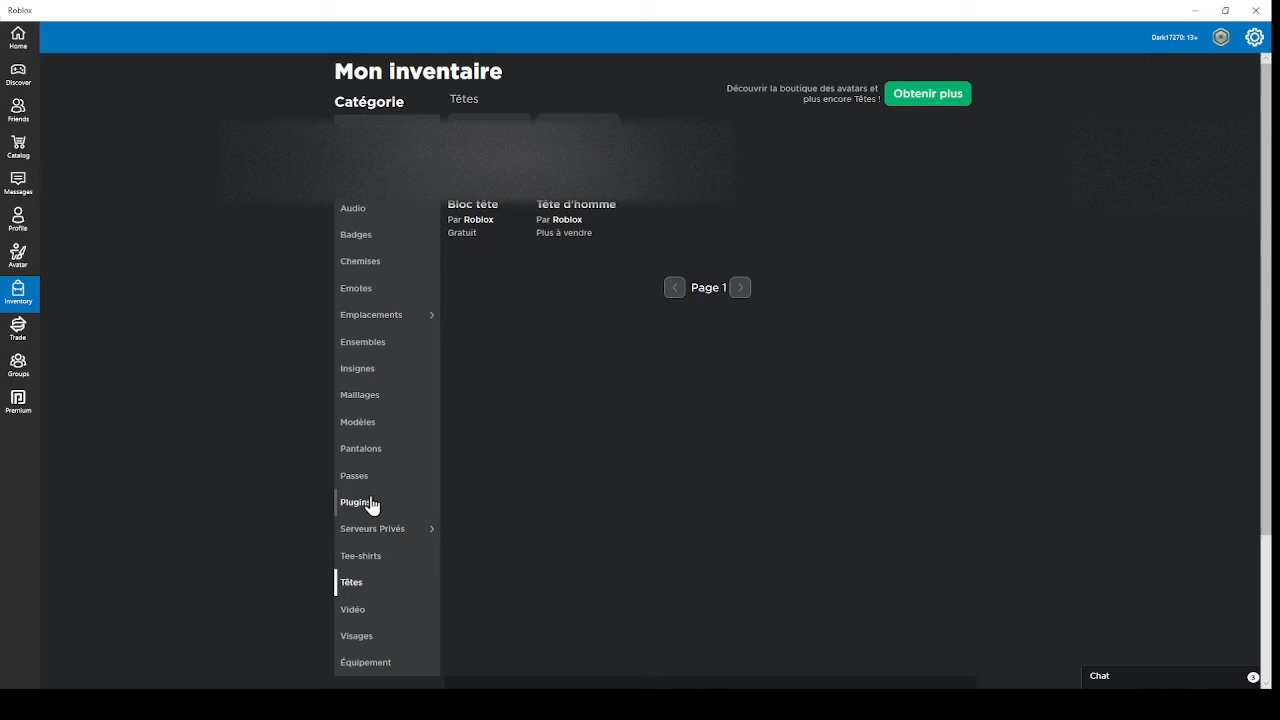 Roblox
Dark17270: 13+
Home
Discover
Friends
Catalog
Messages
Profile
Avatar
Inventory
Trade
Groups
Premium
Mon inventaire
Catégorie
Têtes
Découvrir la boutique des avatars et
plus encore Têtes !
Obtenir plus
Audio
Badges
Chemises
Emotes
Emplacements
Ensembles
Insignes
Maillages
Modèles
Pantalons
Passes
Plugins
Serveurs Privés
Tee-shirts
Têtes
Vidéo
Visages
Équipement
Bloc tête
Par Roblox
Gratuit
Tête d'homme
Par Roblox
Plus à vendre
Page 1
Chat
3